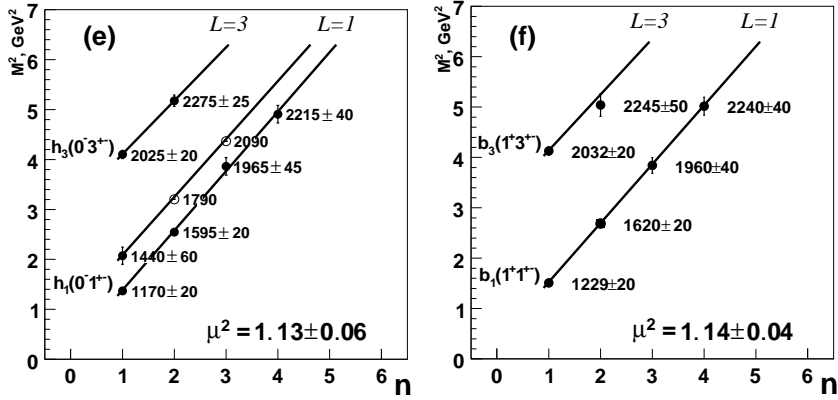 (e)
L=3
L=1
M², GeV²
7
6
5
4
3
2
1
0
h₃(0⁻3⁺⁻)
2275± 25
2215± 40
2025± 20
2090
1965± 45
1790
1595± 20
h₁(0⁻1⁺⁻)
1440± 60
1170± 20
μ² = 1.13±0.06
0 1 2 3 4 5 6 n
(f)
L=3
L=1
M², GeV²
7
6
5
4
3
2
1
0
b₃(1⁺3⁺⁻)
2245±50
2240±40
2032±20
1960±40
1620±20
b₁(1⁺1⁺⁻)
1229±20
μ² = 1.14±0.04
0 1 2 3 4 5 6 n